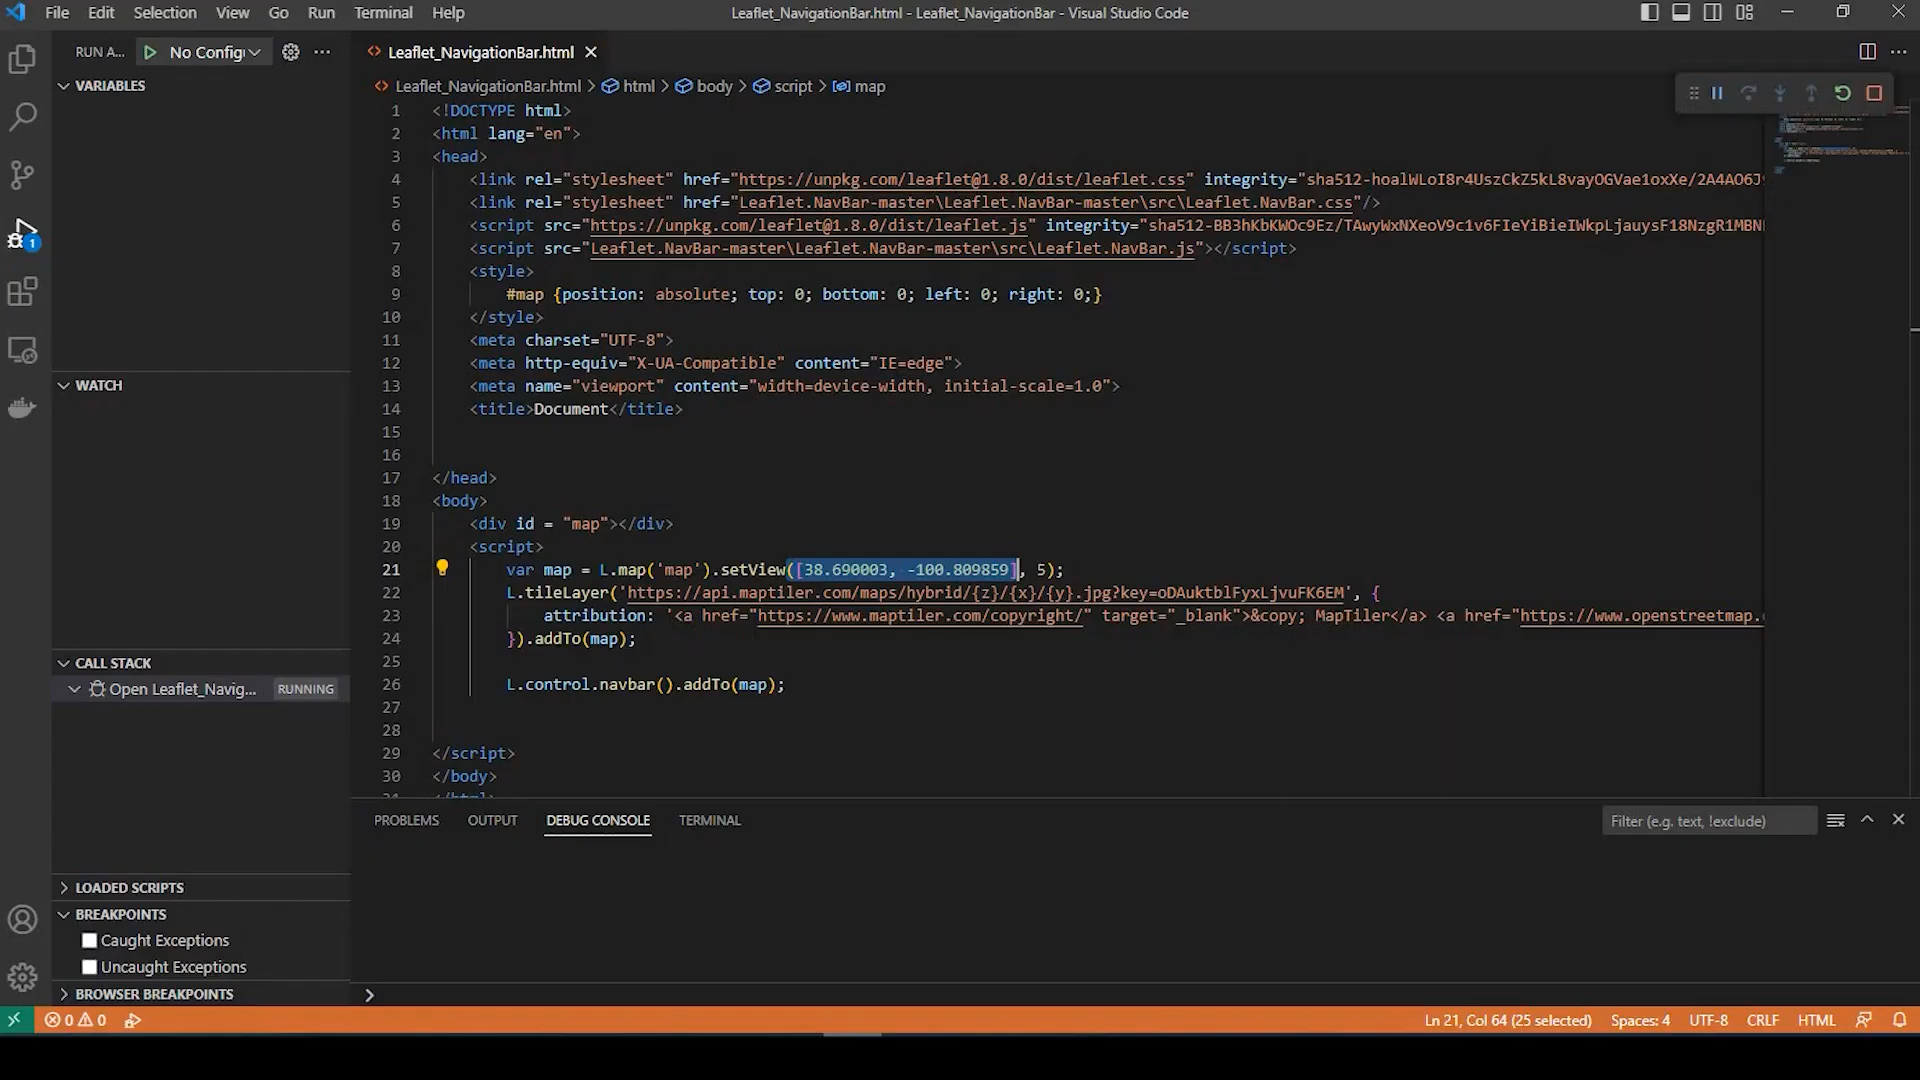 File Edit Selection View Go Run Terminal Help
Leaflet_NavigationBar.html - Leaflet_NavigationBar - Visual Studio Code
RUN A... No Config
Leaflet_NavigationBar.html
Leaflet_NavigationBar.html > html > body > script > map
VARIABLES
WATCH
CALL STACK
Open Leaflet_Navig... RUNNING
LOADED SCRIPTS
BREAKPOINTS
Caught Exceptions
Uncaught Exceptions
BROWSER BREAKPOINTS
1
1 <!DOCTYPE html>
2 <html lang="en">
3 <head>
4 <link rel="stylesheet" href="https://unpkg.com/leaflet@1.8.0/dist/leaflet.css" integrity="sha512-hoalWLoI8r4UszCkZ5kL8vayOGVae1oxXe/2A4AO6J
5 <link rel="stylesheet" href="Leaflet.NavBar-master\Leaflet.NavBar-master\src\Leaflet.NavBar.css"/>
6 <script src="https://unpkg.com/leaflet@1.8.0/dist/leaflet.js" integrity="sha512-BB3hKbKWOc9Ez/TAwyWxNXeoV9c1v6FIeYiBieIWkpLjauysF18NzgR1MBN
7 <script src="Leaflet.NavBar-master\Leaflet.NavBar-master\src\Leaflet.NavBar.js"></script>
8 <style>
9 #map {position: absolute; top: 0; bottom: 0; left: 0; right: 0;}
10 </style>
11 <meta charset="UTF-8">
12 <meta http-equiv="X-UA-Compatible" content="IE=edge">
13 <meta name="viewport" content="width=device-width, initial-scale=1.0">
14 <title>Document</title>
15
16
17 </head>
18 <body>
19 <div id = "map"></div>
20 <script>
21 var map = L.map('map').setView([38.690003, -100.809859], 5);
22 L.tileLayer('https://api.maptiler.com/maps/hybrid/{z}/{x}/{y}.jpg?key=oDAuktblFyxLjvuFK6EM', {
23 attribution: '<a href="https://www.maptiler.com/copyright/" target="_blank">&copy; MapTiler</a> <a href="https://www.openstreetmap.
24 }).addTo(map);
25
26 L.control.navbar().addTo(map);
27
28
29 </script>
30 </body>
PROBLEMS OUTPUT DEBUG CONSOLE TERMINAL
Filter (e.g. text, !exclude)
0 0
Ln 21, Col 64 (25 selected) Spaces: 4 UTF-8 CRLF HTML